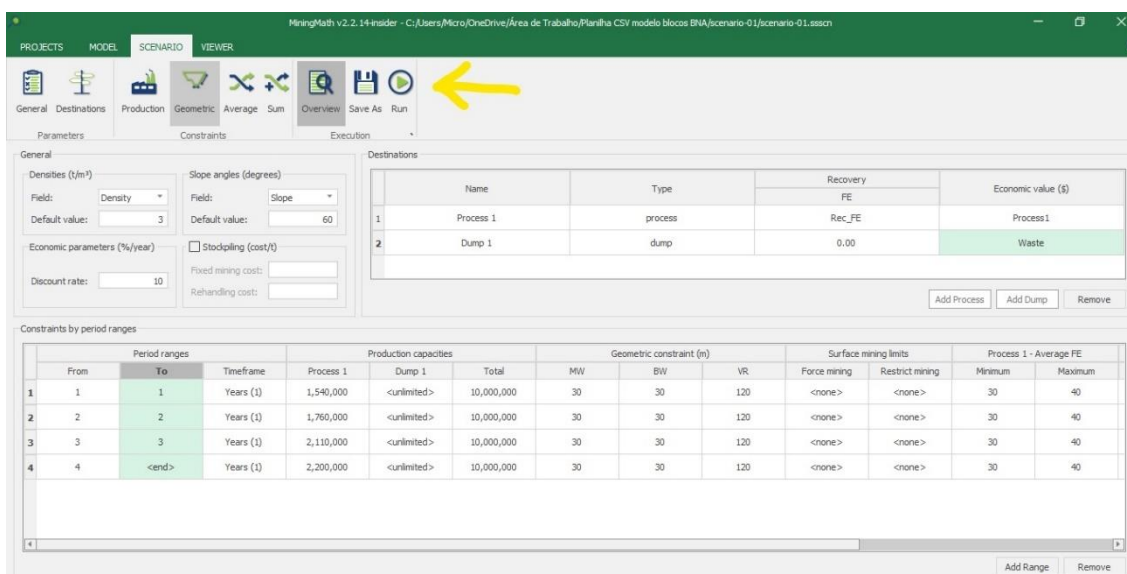 MiningMath v2.2.14-insider - C:/Users/Micro/OneDrive/Área de Trabalho/Planilha CSV modelo blocos BNA/scenario-01/scenario-01.ssscn
PROJECTS MODEL SCENARIO VIEWER
General Destinations Production Geometric Average Sum Overview Save As Run
Parameters Constraints Execution
General
Densities (t/m³)
Field: Density
Default value: 3
Slope angles (degrees)
Field: Slope
Default value: 60
Economic parameters (%/year)
Discount rate: 10
Stockpiling (cost/t)
Fixed mining cost:
Rehandling cost:
Destinations
Name Type Recovery Economic value ($)
FE
1 Process 1 process Rec_FE Process1
2 Dump 1 dump 0.00 Waste
Add Process Add Dump Remove
Constraints by period ranges
Period ranges Production capacities Geometric constraint (m) Surface mining limits Process 1 - Average FE
From To Timeframe Process 1 Dump 1 Total MW BW VR Force mining Restrict mining Minimum Maximum
1 1 1 Years (1) 1,540,000 <unlimited> 10,000,000 30 30 120 <none> <none> 30 40
2 2 2 Years (1) 1,760,000 <unlimited> 10,000,000 30 30 120 <none> <none> 30 40
3 3 3 Years (1) 2,110,000 <unlimited> 10,000,000 30 30 120 <none> <none> 30 40
4 4 <end> Years (1) 2,200,000 <unlimited> 10,000,000 30 30 120 <none> <none> 30 40
Add Range Remove